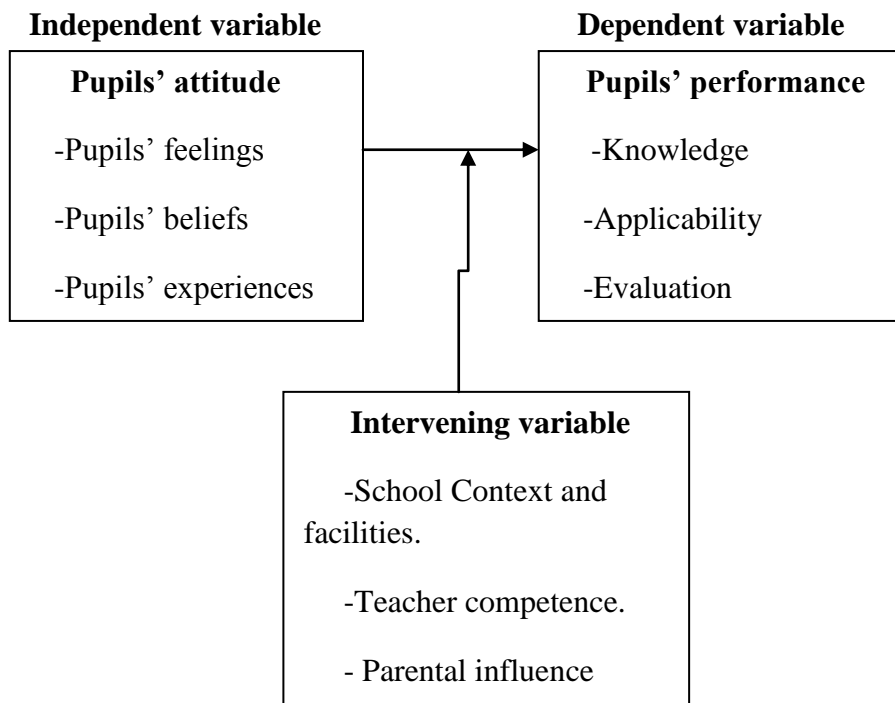 Independent variable
Pupils’ attitude
-Pupils’ feelings
-Pupils’ beliefs
-Pupils’ experiences
Dependent variable
Pupils’ performance
-Knowledge
-Applicability
-Evaluation
Intervening variable
-School Context and
facilities.
-Teacher competence.
- Parental influence